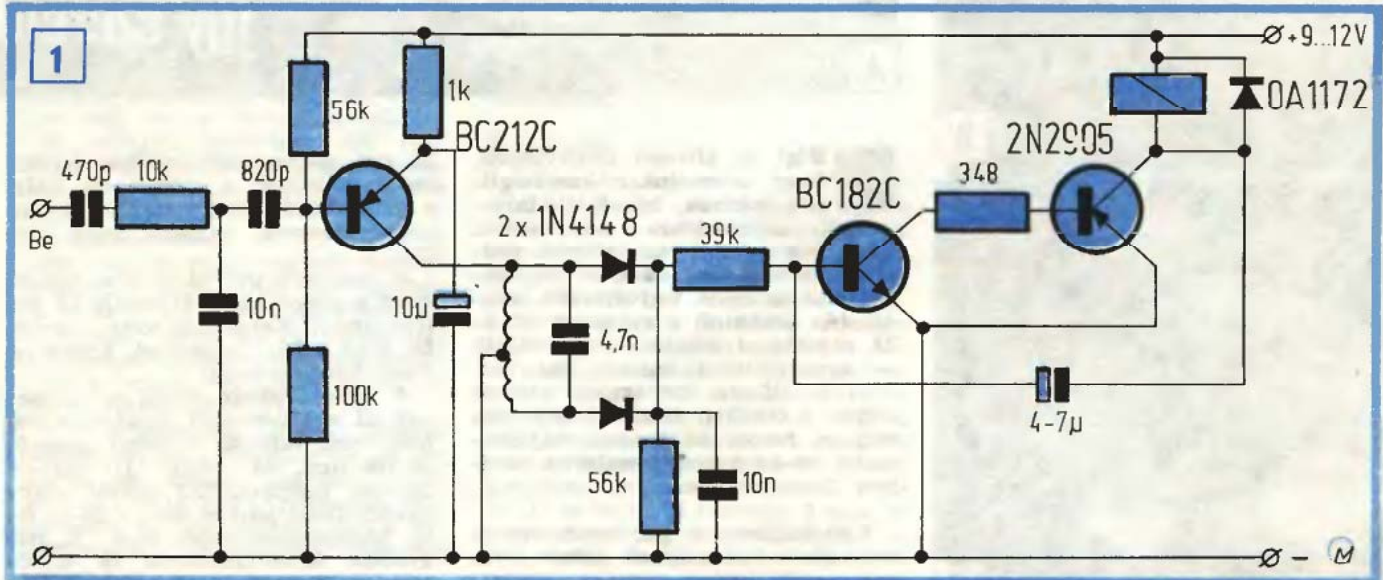 1
+9...12V
56k
1k
BC212C
0A1172
2N2905
470p
10k
820p
348
BC182C
2 x 1N4148
39k
Be
10n
10µ
4,7n
100k
4-7µ
56k
10n
- M